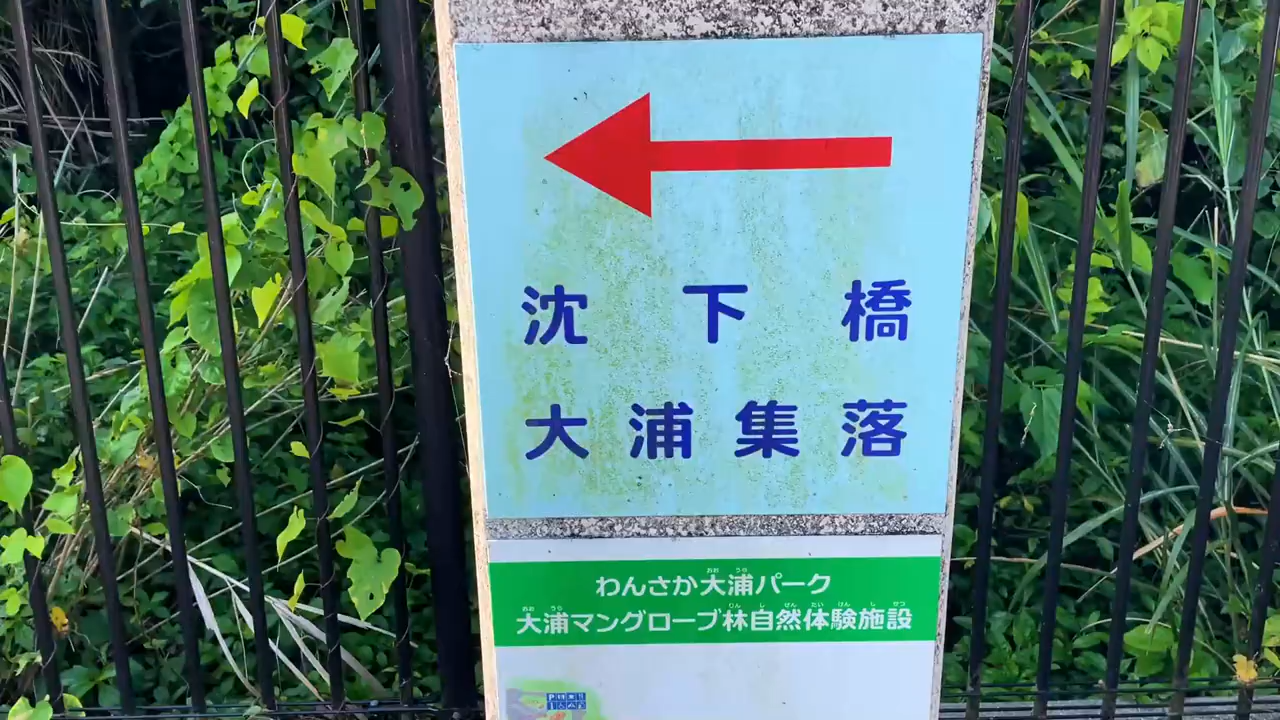 沈下橋
大浦集落
わんさか大浦パーク
大浦マングローブ林自然体験施設